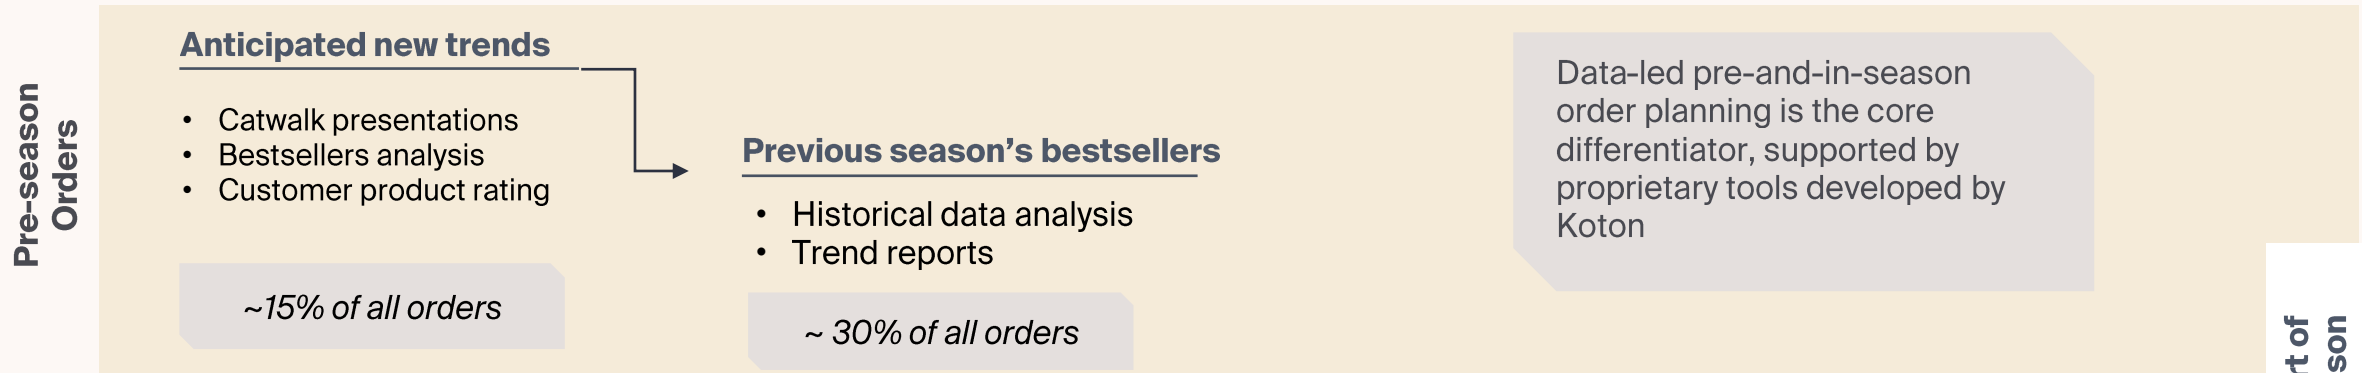 Pre-season
Orders
Anticipated new trends
• Catwalk presentations
• Bestsellers analysis
• Customer product rating
~15% of all orders
Previous season’s bestsellers
• Historical data analysis
• Trend reports
~ 30% of all orders
Data-led pre-and-in-season
order planning is the core
differentiator, supported by
proprietary tools developed by
Koton
of
son